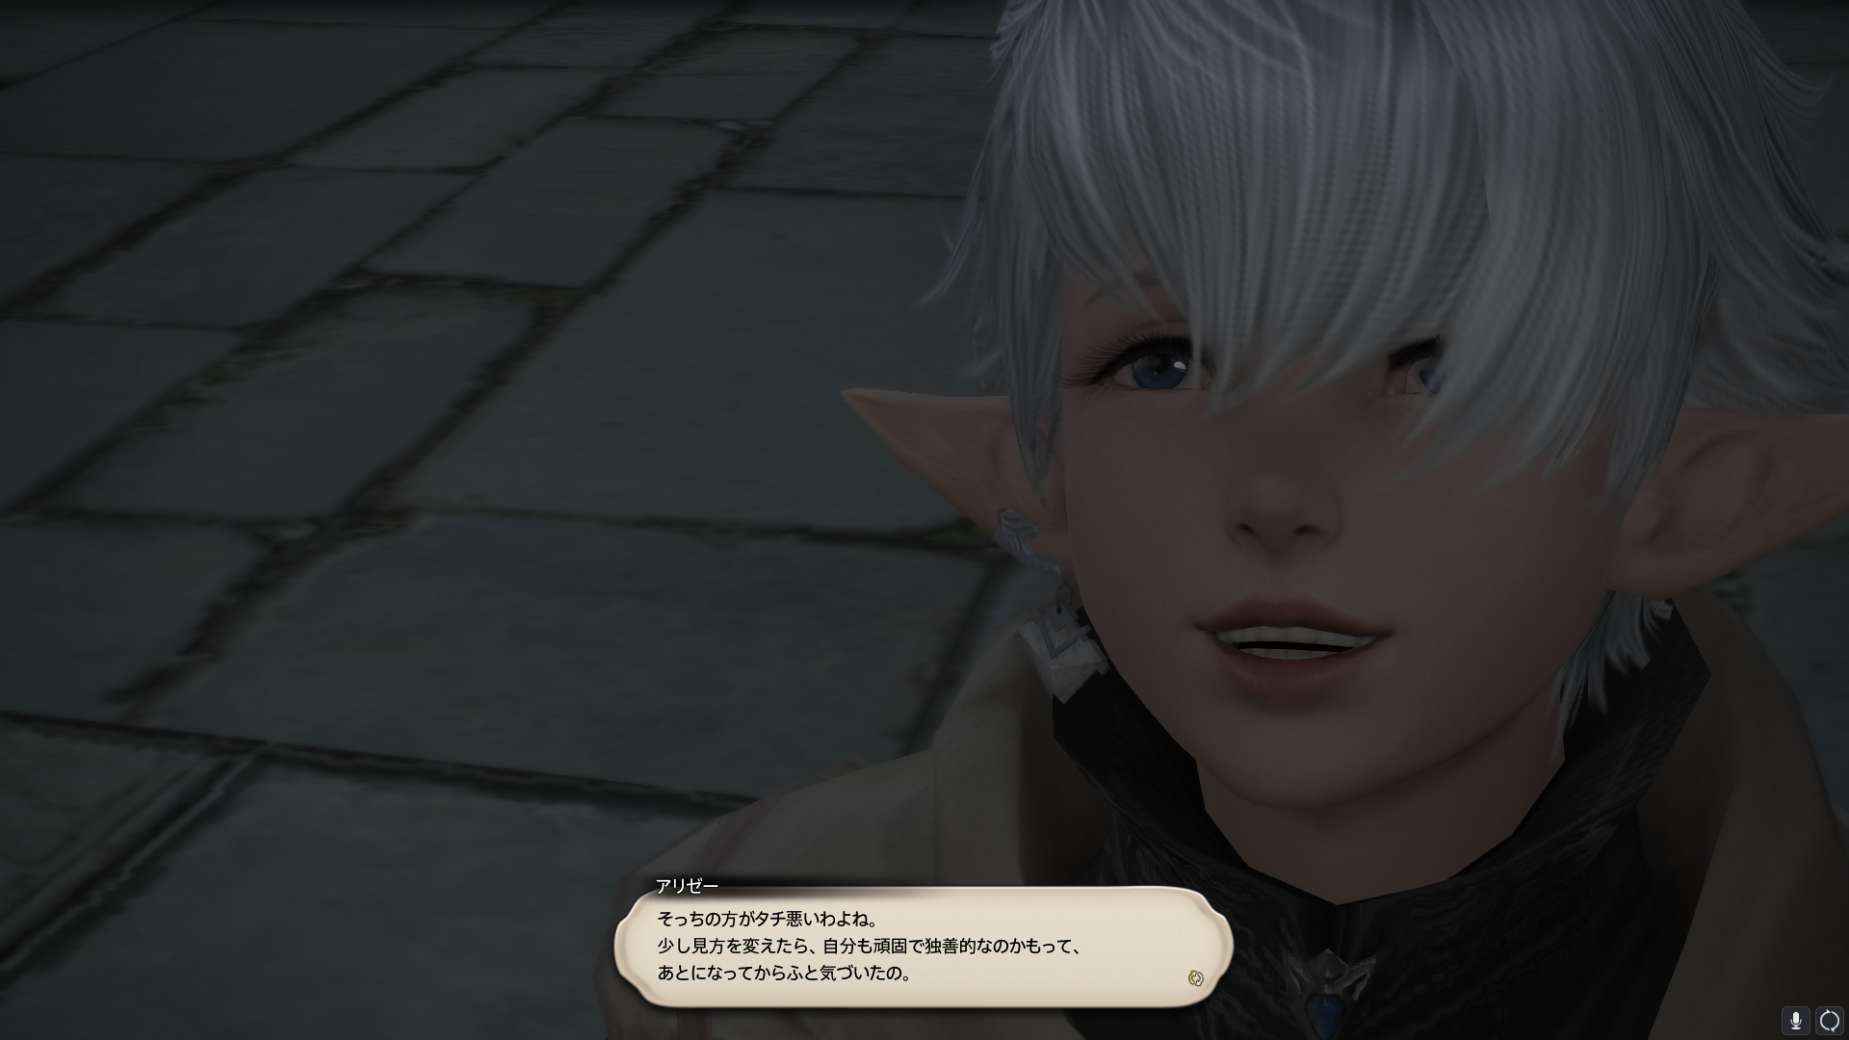 アリゼー
そっちの方がタチ悪いわよね。
少し見方を変えたら、自分も頑固で独善的なのかもって、
あとになってからふと気づいたの。